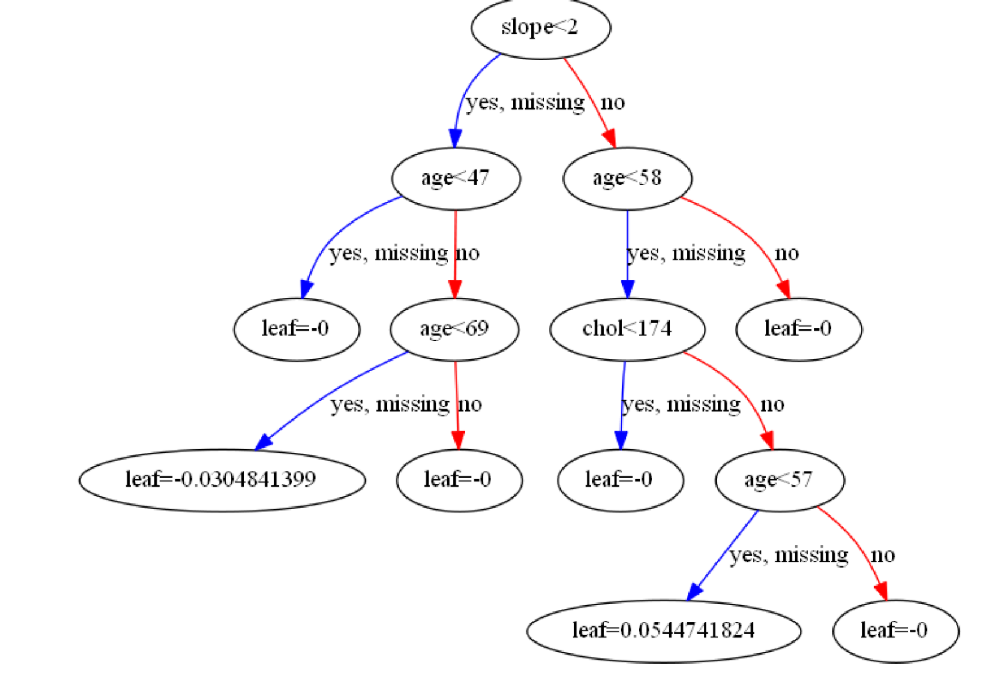 slope<2
yes, missing no
age<47 age<58
yes, missing no yes, missing no
leaf=-0 age<69 chol<174 leaf=-0
yes, missing no yes, missing no
leaf=-0.0304841399 leaf=-0 leaf=-0 age<57
yes, missing no
leaf=0.0544741824 leaf=-0